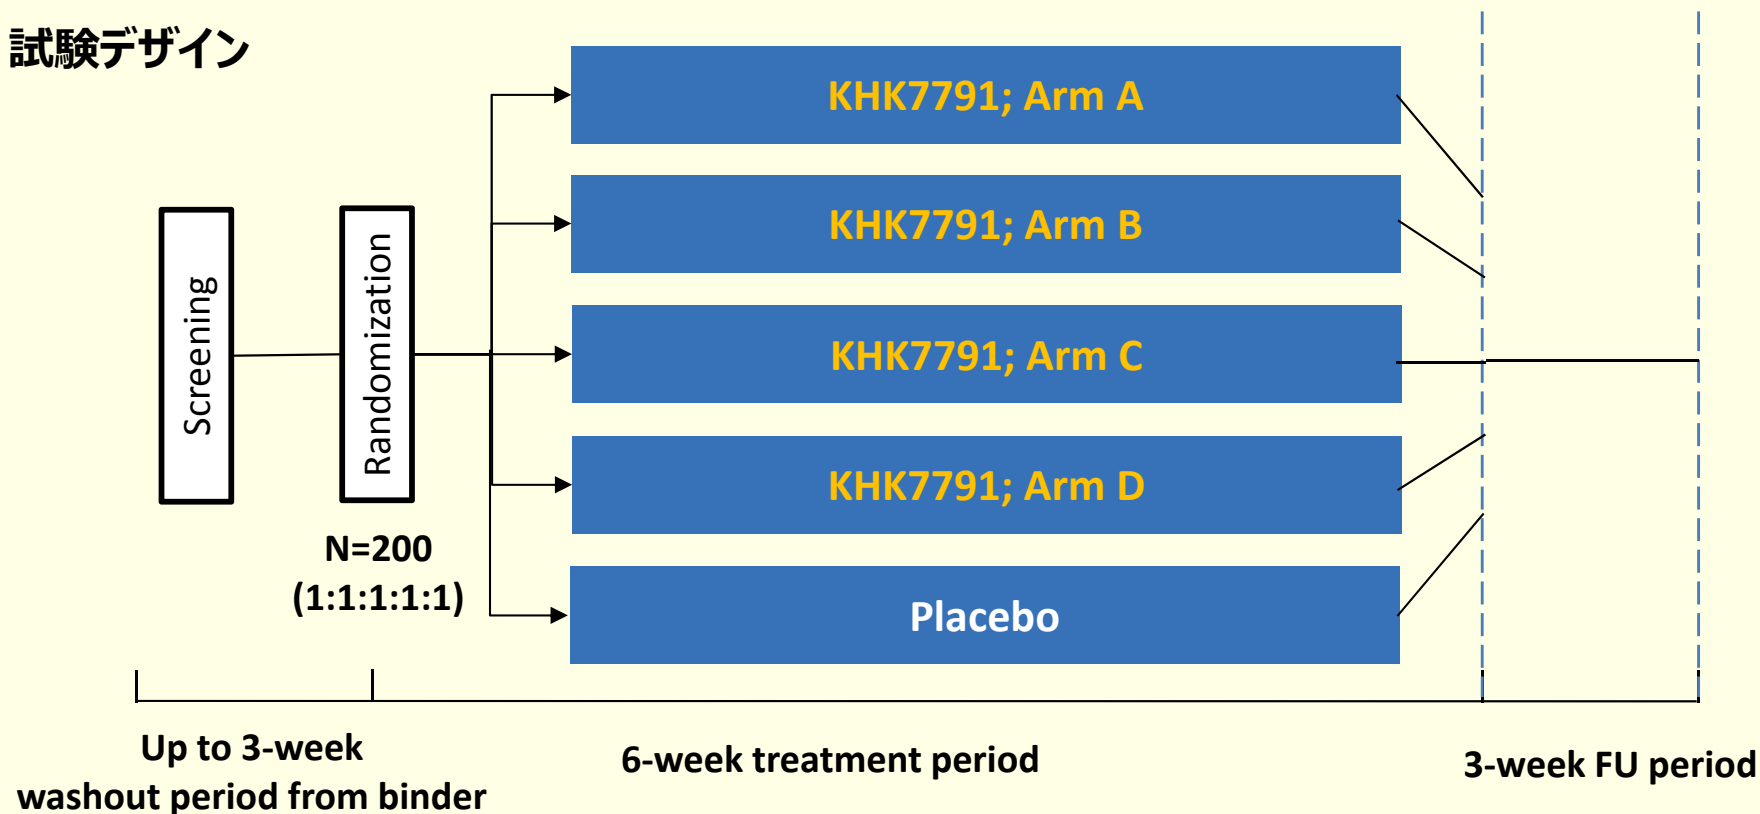 試験デザイン
KHK7791; Arm A
KHK7791; Arm B
KHK7791; Arm C
KHK7791; Arm D
Placebo
Screening
Randomization
N=200
(1:1:1:1:1)
Up to 3-week
washout period from binder
6-week treatment period
3-week FU period